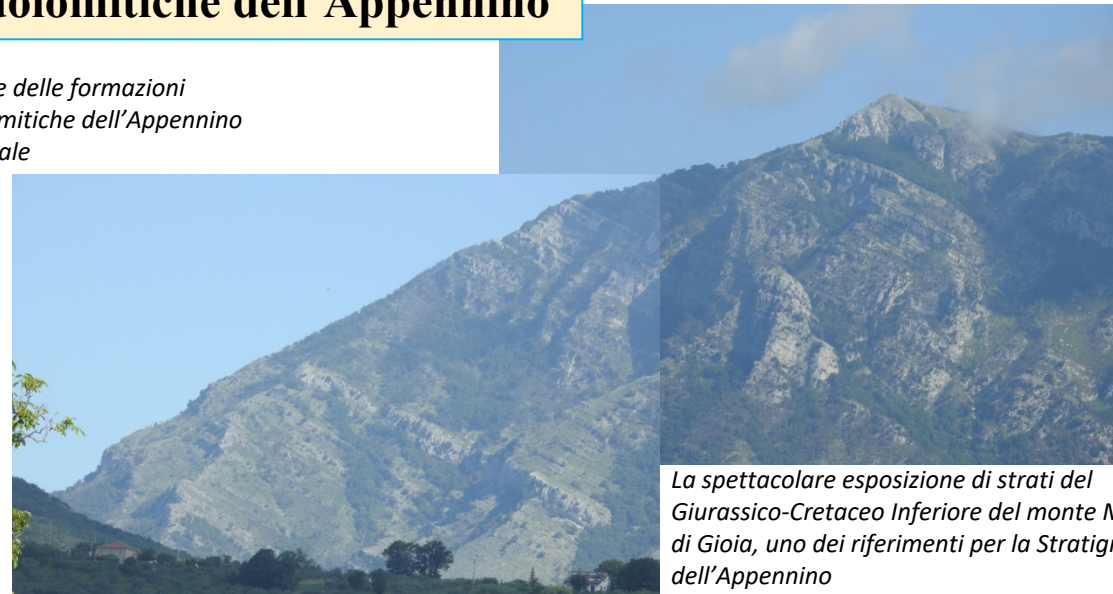 dolomitiche dell'Appennino
e delle formazioni
mitiche dell'Appennino
ale
La spettacolare esposizione di strati del
Giurassico-Cretaceo Inferiore del monte M
di Gioia, uno dei riferimenti per la Stratig
dell'Appennino